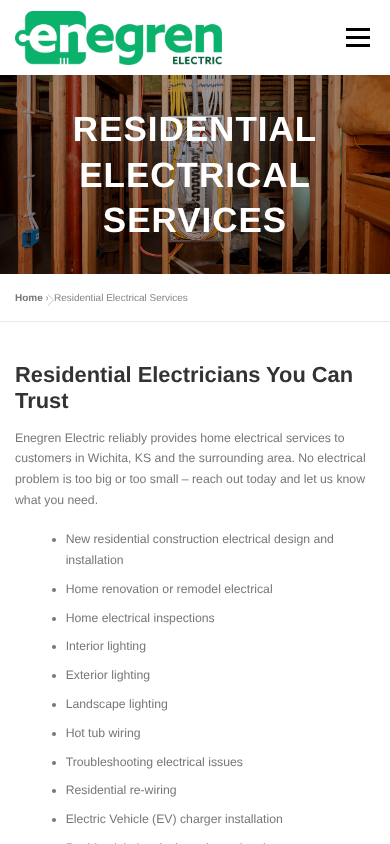 enegren
ELECTRIC
RESIDENTIAL
ELECTRICAL
SERVICES
Home › Residential Electrical Services
Residential Electricians You Can
Trust
Enegren Electric reliably provides home electrical services to
customers in Wichita, KS and the surrounding area. No electrical
problem is too big or too small – reach out today and let us know
what you need.
• New residential construction electrical design and
installation
• Home renovation or remodel electrical
• Home electrical inspections
• Interior lighting
• Exterior lighting
• Landscape lighting
• Hot tub wiring
• Troubleshooting electrical issues
• Residential re-wiring
• Electric Vehicle (EV) charger installation